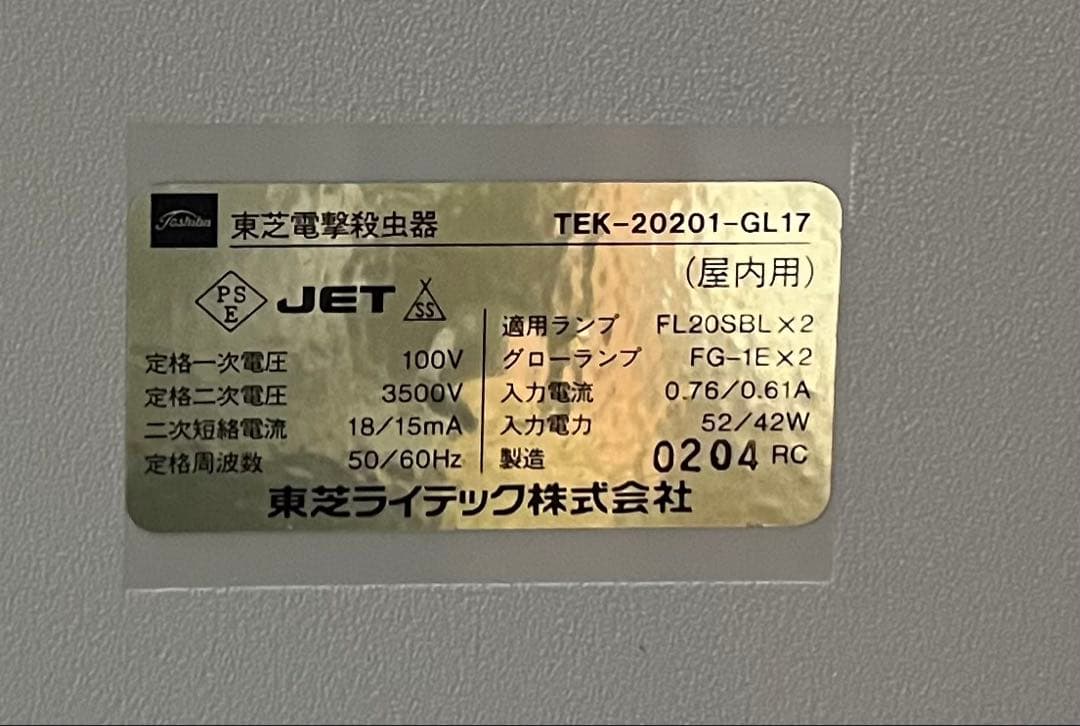 Toshiba 東芝電撃殺虫器 TEK-20201-GL17
(屋内用)
PS
E JET SS
定格一次電圧 100V
定格二次電圧 3500V
二次短絡電流 18/15mA
定格周波数 50/60Hz
適用ランプ FL20SBL×2
グローランプ FG-1E×2
入力電流 0.76/0.61A
入力電力 52/42W
製造 0204 RC
東芝ライテック株式会社